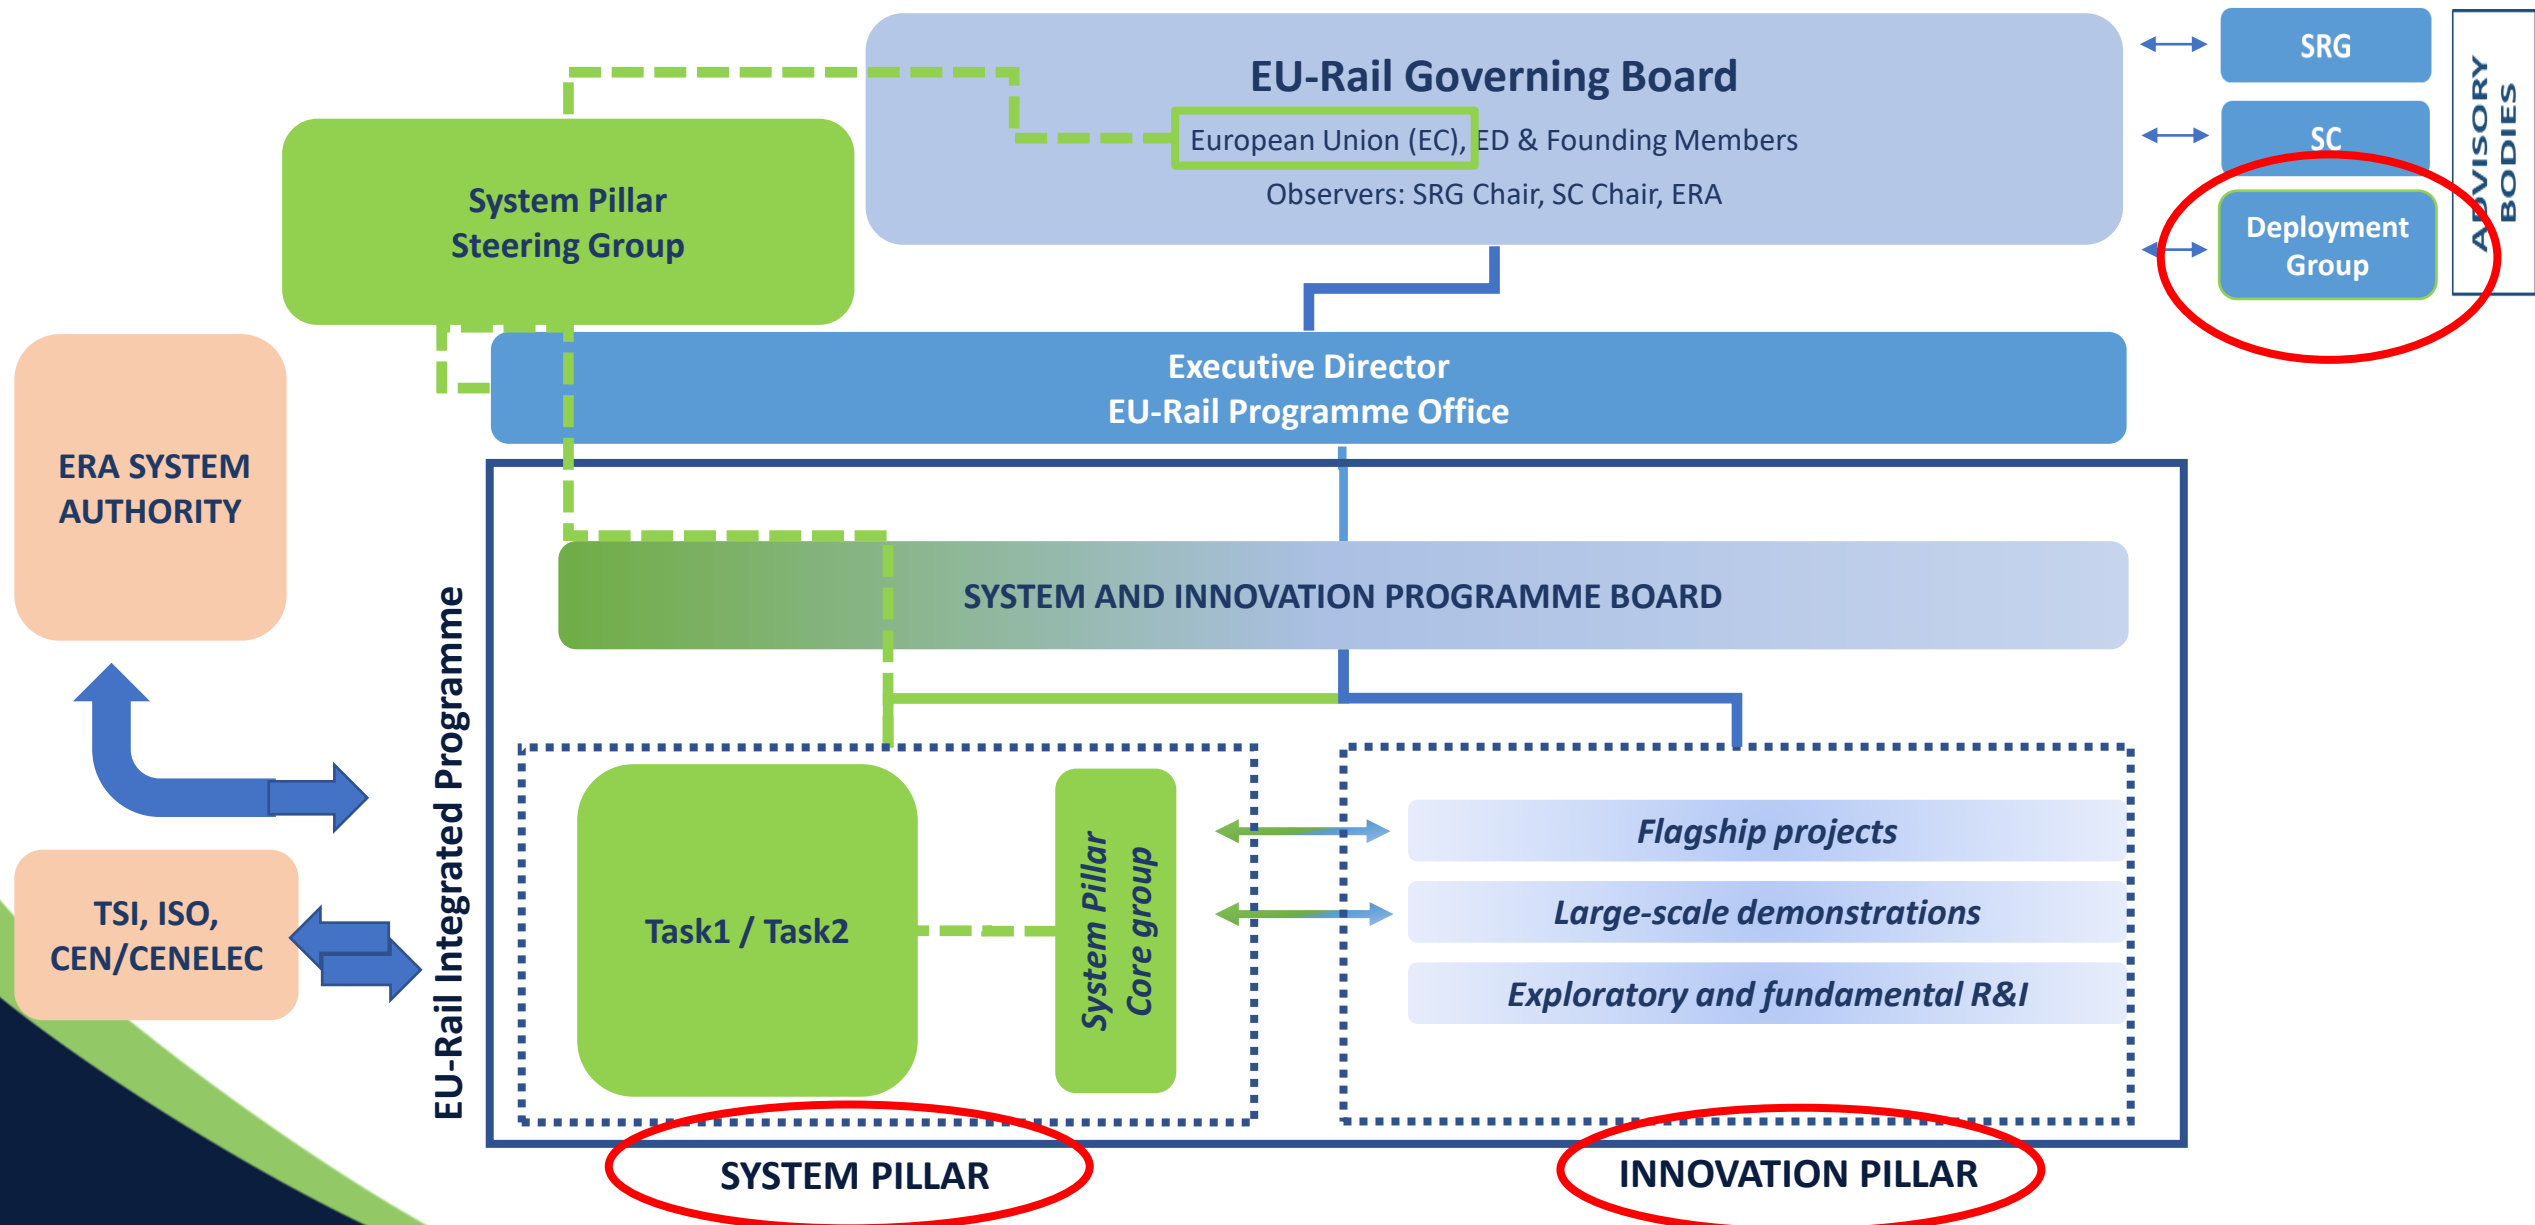 EU-Rail Governing Board
European Union (EC), ED & Founding Members
Observers: SRG Chair, SC Chair, ERA
SRG
SC
Deployment
Group
ADVISORY
BODIES
System Pillar
Steering Group
Executive Director
EU-Rail Programme Office
ERA SYSTEM
AUTHORITY
EU-Rail Integrated Programme
SYSTEM AND INNOVATION PROGRAMME BOARD
TSI, ISO,
CEN/CENELEC
Task1 / Task2
System Pillar
Core group
Flagship projects
Large-scale demonstrations
Exploratory and fundamental R&I
SYSTEM PILLAR
INNOVATION PILLAR